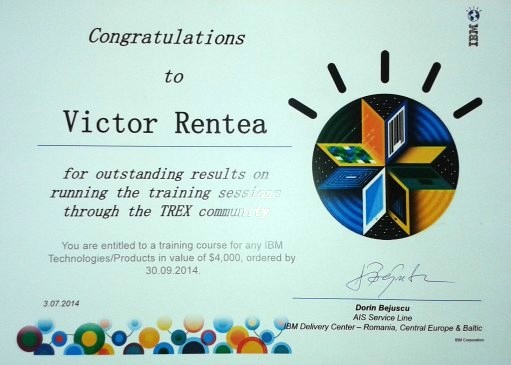 IBM
Congratulations
to
Victor Rentea
for outstanding results on
running the training sessions
through the TREX community
You are entitled to a training course for any IBM
Technologies/Products in value of $4,000, ordered by
30.09.2014.
3.07.2014
Dorin Bejuscu
AIS Service Line
IBM Delivery Center – Romania, Central Europe & Baltic
IBM Corporation